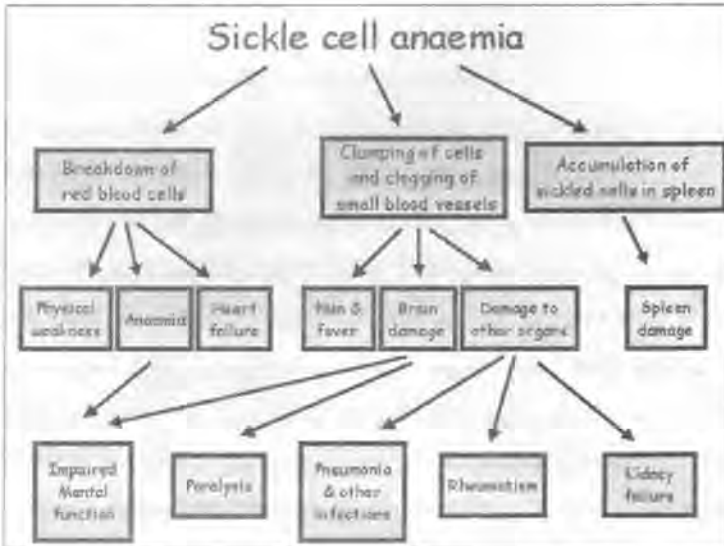 Sickle cell anaemia
Breakdown of
red blood cells
Clumping of cells
and clogging of
small blood vessels
Accumulation of
sickled cells in spleen
Physical
weakness
Anaemia
Heart
failure
Pain &
fever
Brain
damage
Damage to
other organs
Spleen
damage
Impaired
Mental
function
Paralysis
Pneumonia
& other
infections
Rheumatism
Kidney
failure